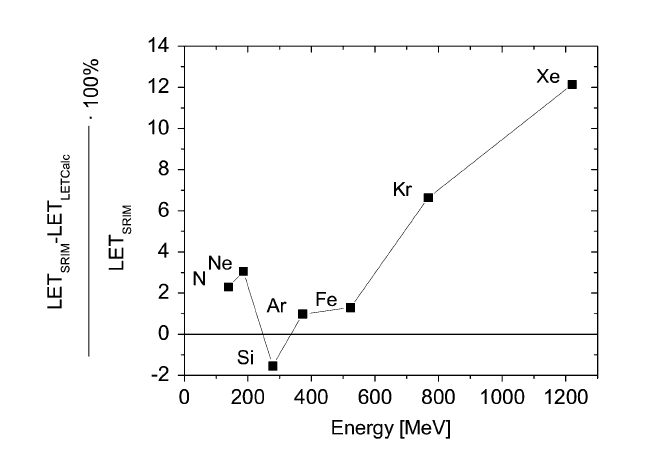 14
12
10
8
6
4
2
0
-2
0 200 400 600 800 1000 1200
Energy [MeV]
LET_SRIM-LET_LETCalc · 100%
LET_SRIM
N
Ne
Si
Ar
Fe
Kr
Xe